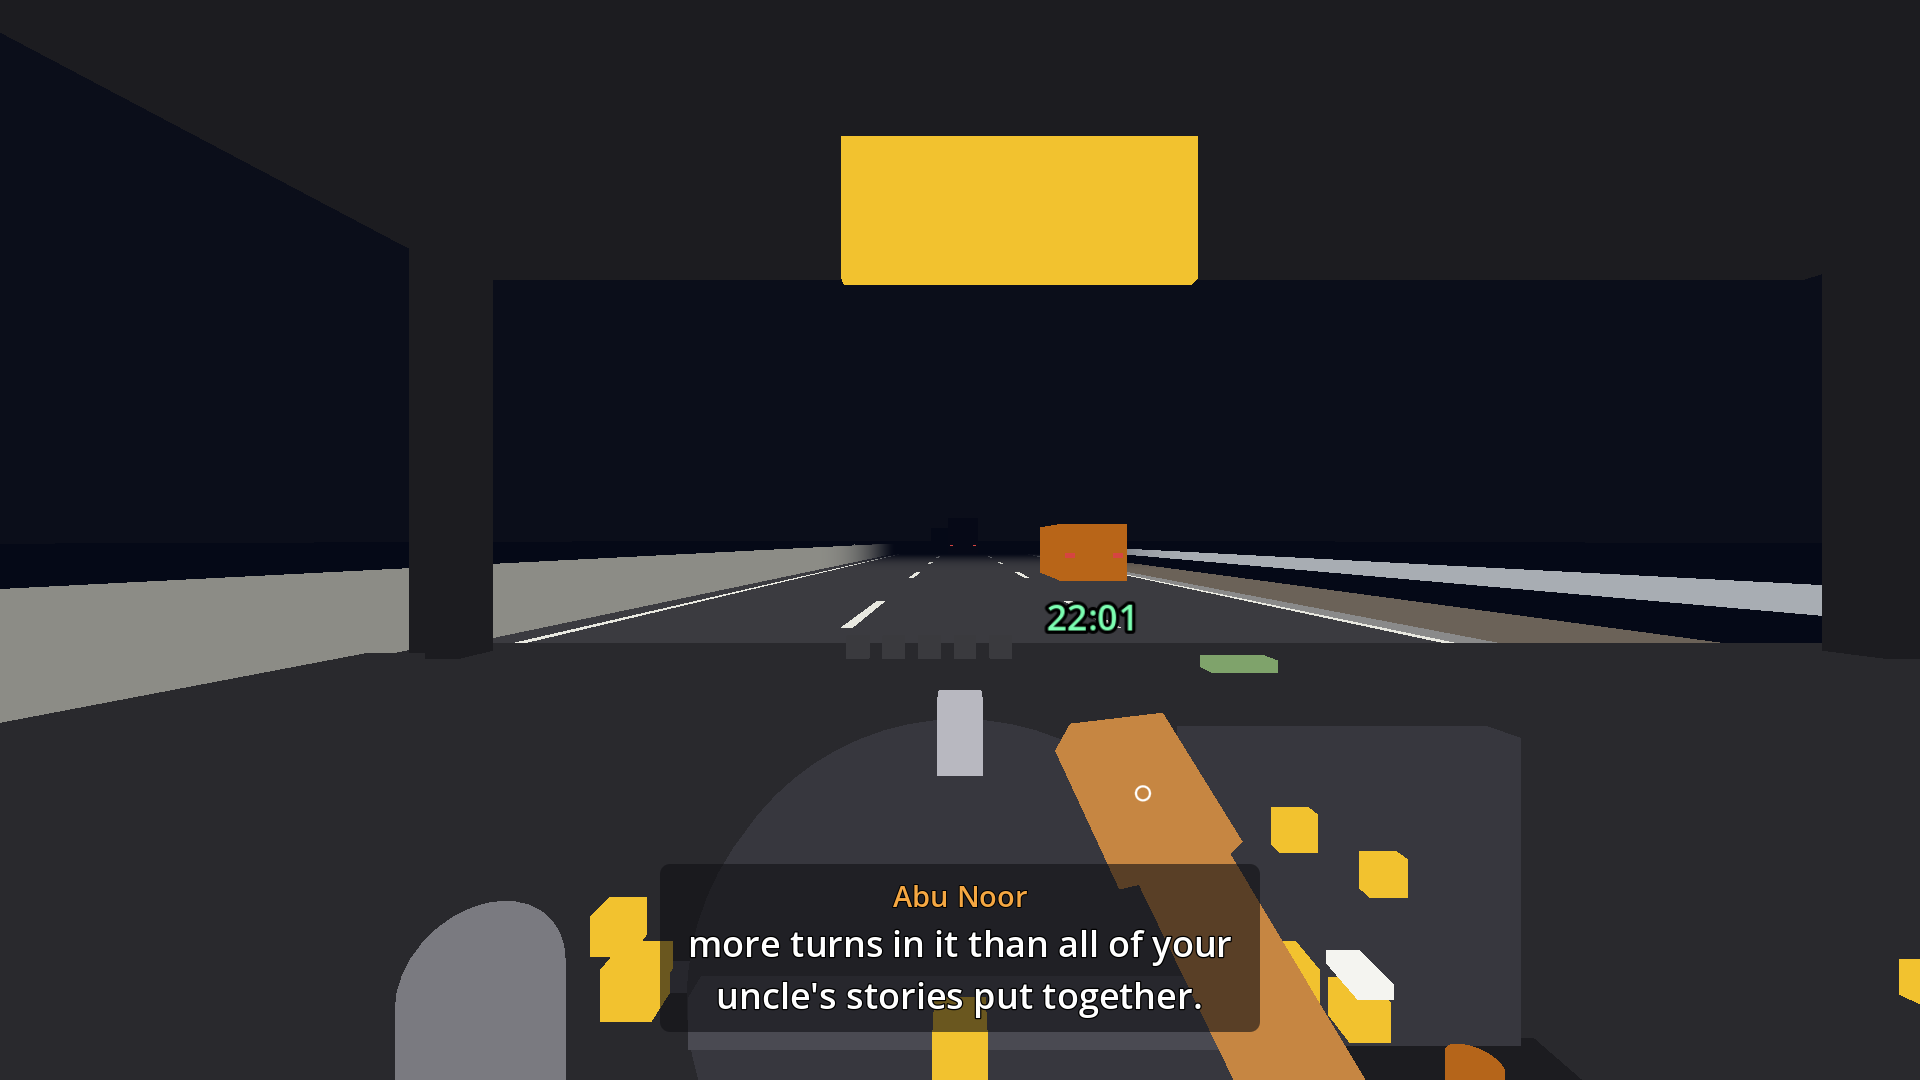 22:01
Abu Noor
more turns in it than all of your
uncle's stories put together.